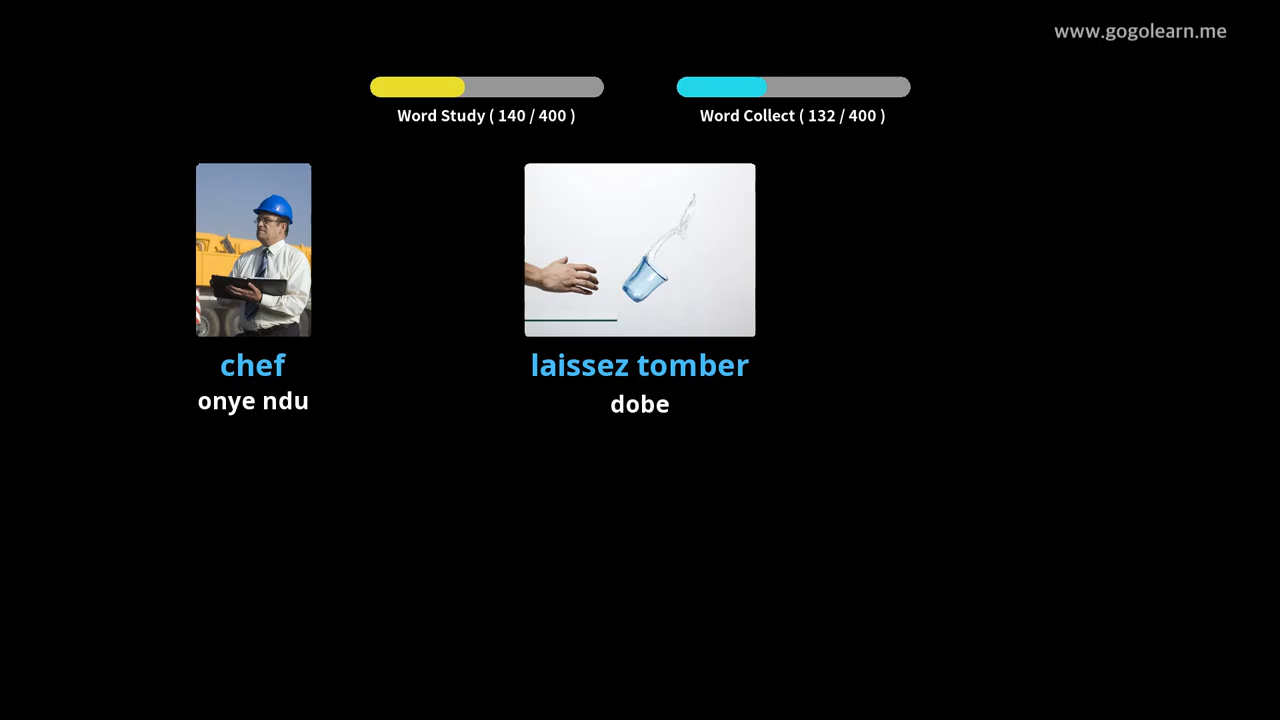 www.gogolearn.me
Word Study ( 140 / 400 )
Word Collect ( 132 / 400 )
chef
onye ndu
laissez tomber
dobe